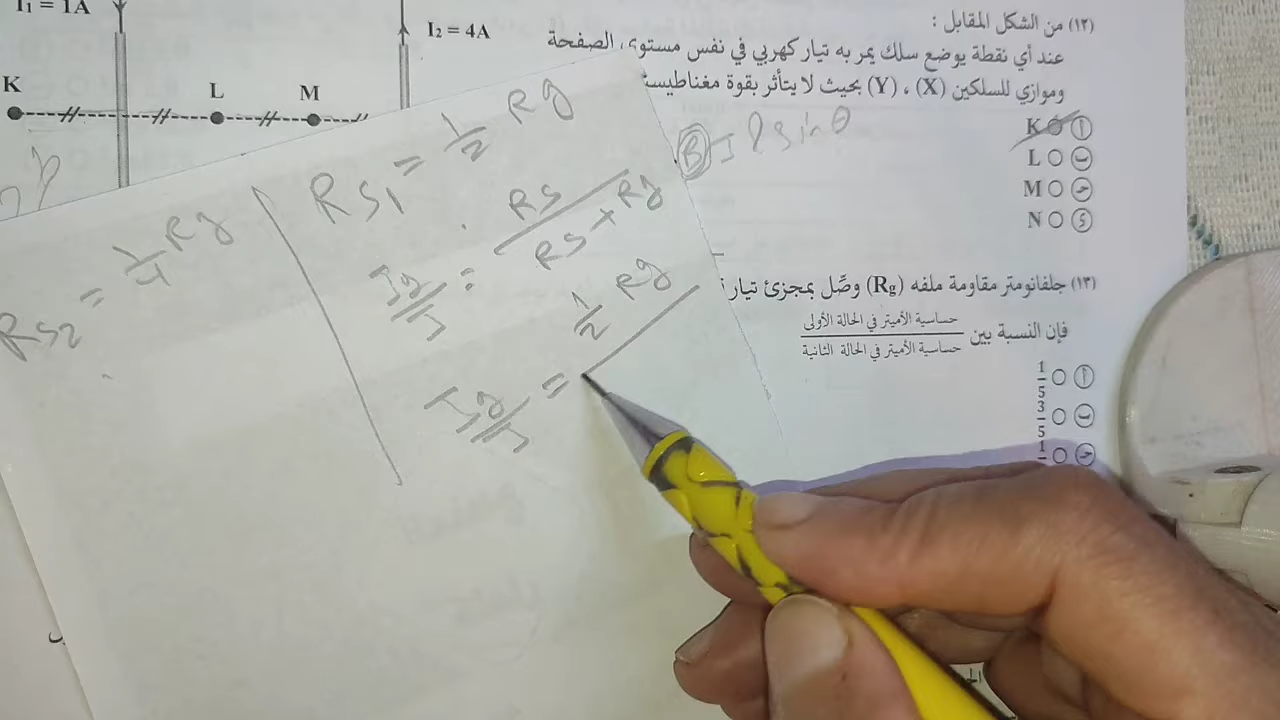 I₁ = 1A
I₂ = 4A
K
L
M
(١٢) من الشكل المقابل :
عند أي نقطة يوضع سلك يمر به تيار كهربي في نفس مستوى الصفحة
وموازي للسلكين (X) ، (Y) بحيث لا يتأثر بقوة مغناطيسية
أ K
ب L
ج M
د N
B I l sin θ
(١٣) جلفانومتر مقاومة ملفه (Rg) وصِّل بمجزئ تيار
فإن النسبة بين حساسية الأميتر في الحالة الأولى / حساسية الأميتر في الحالة الثانية
أ 1/5
ب 3/5
ج 1
Rs₁ = 1/2 Rg
Ig/I = Rs / Rs + Rg
Ig/I = 1/2 Rg
Rs₂ = 1/4 Rg